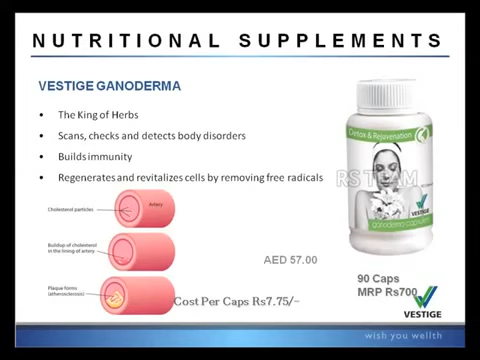 NUTRITIONAL SUPPLEMENTS
VESTIGE GANODERMA
• The King of Herbs
• Scans, checks and detects body disorders
• Builds immunity
• Regenerates and revitalizes cells by removing free radicals
Cholesterol particles
Artery
Buildup of cholesterol
in the lining of artery
Plaque forms
(atherosclerosis)
Cost Per Caps Rs7.75/-
AED 57.00
Detox & Rejuvenation
RS TEAM
VESTIGE
ganoderma capsules
90 Caps
MRP Rs700
VESTIGE
wish you wellth